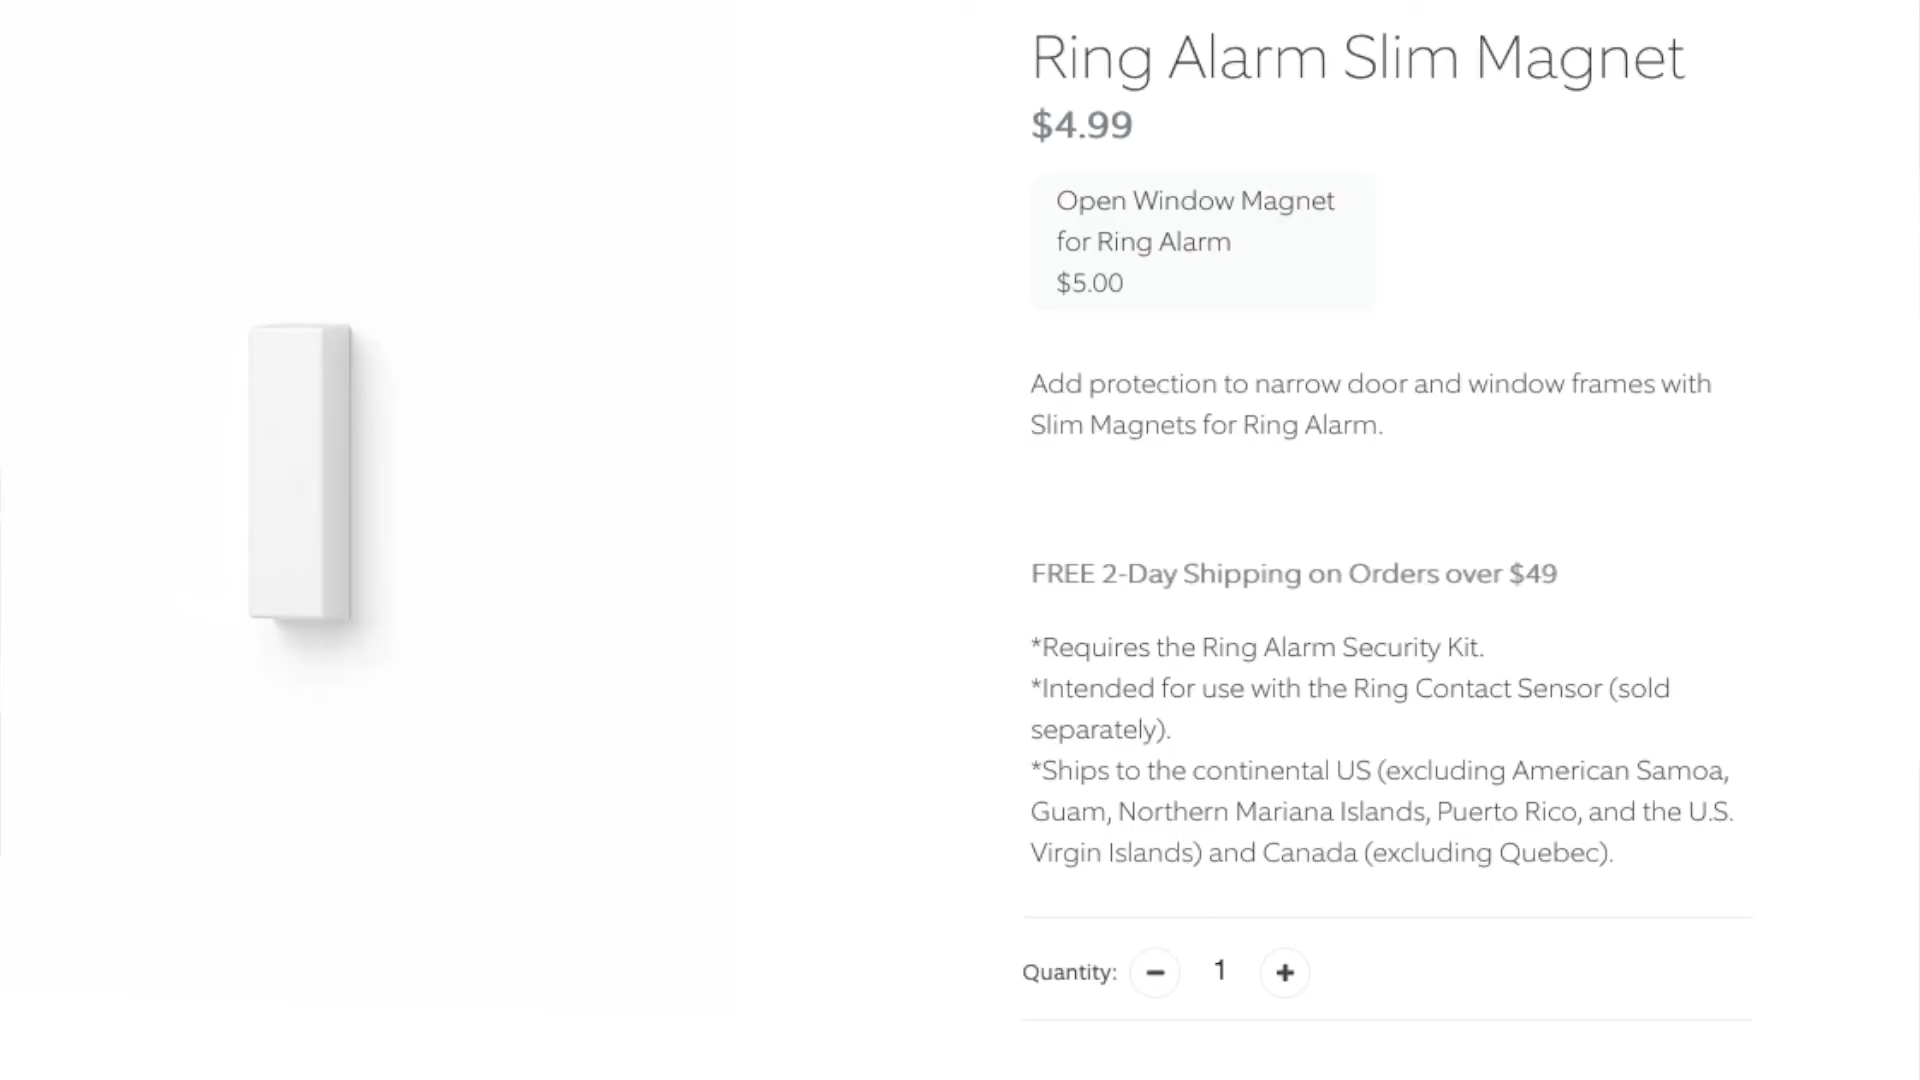 Ring Alarm Slim Magnet
$4.99
Open Window Magnet
for Ring Alarm
$5.00
Add protection to narrow door and window frames with
Slim Magnets for Ring Alarm.
FREE 2-Day Shipping on Orders over $49
*Requires the Ring Alarm Security Kit.
*Intended for use with the Ring Contact Sensor (sold
separately).
*Ships to the continental US (excluding American Samoa,
Guam, Northern Mariana Islands, Puerto Rico, and the U.S.
Virgin Islands) and Canada (excluding Quebec).
Quantity: − 1 +